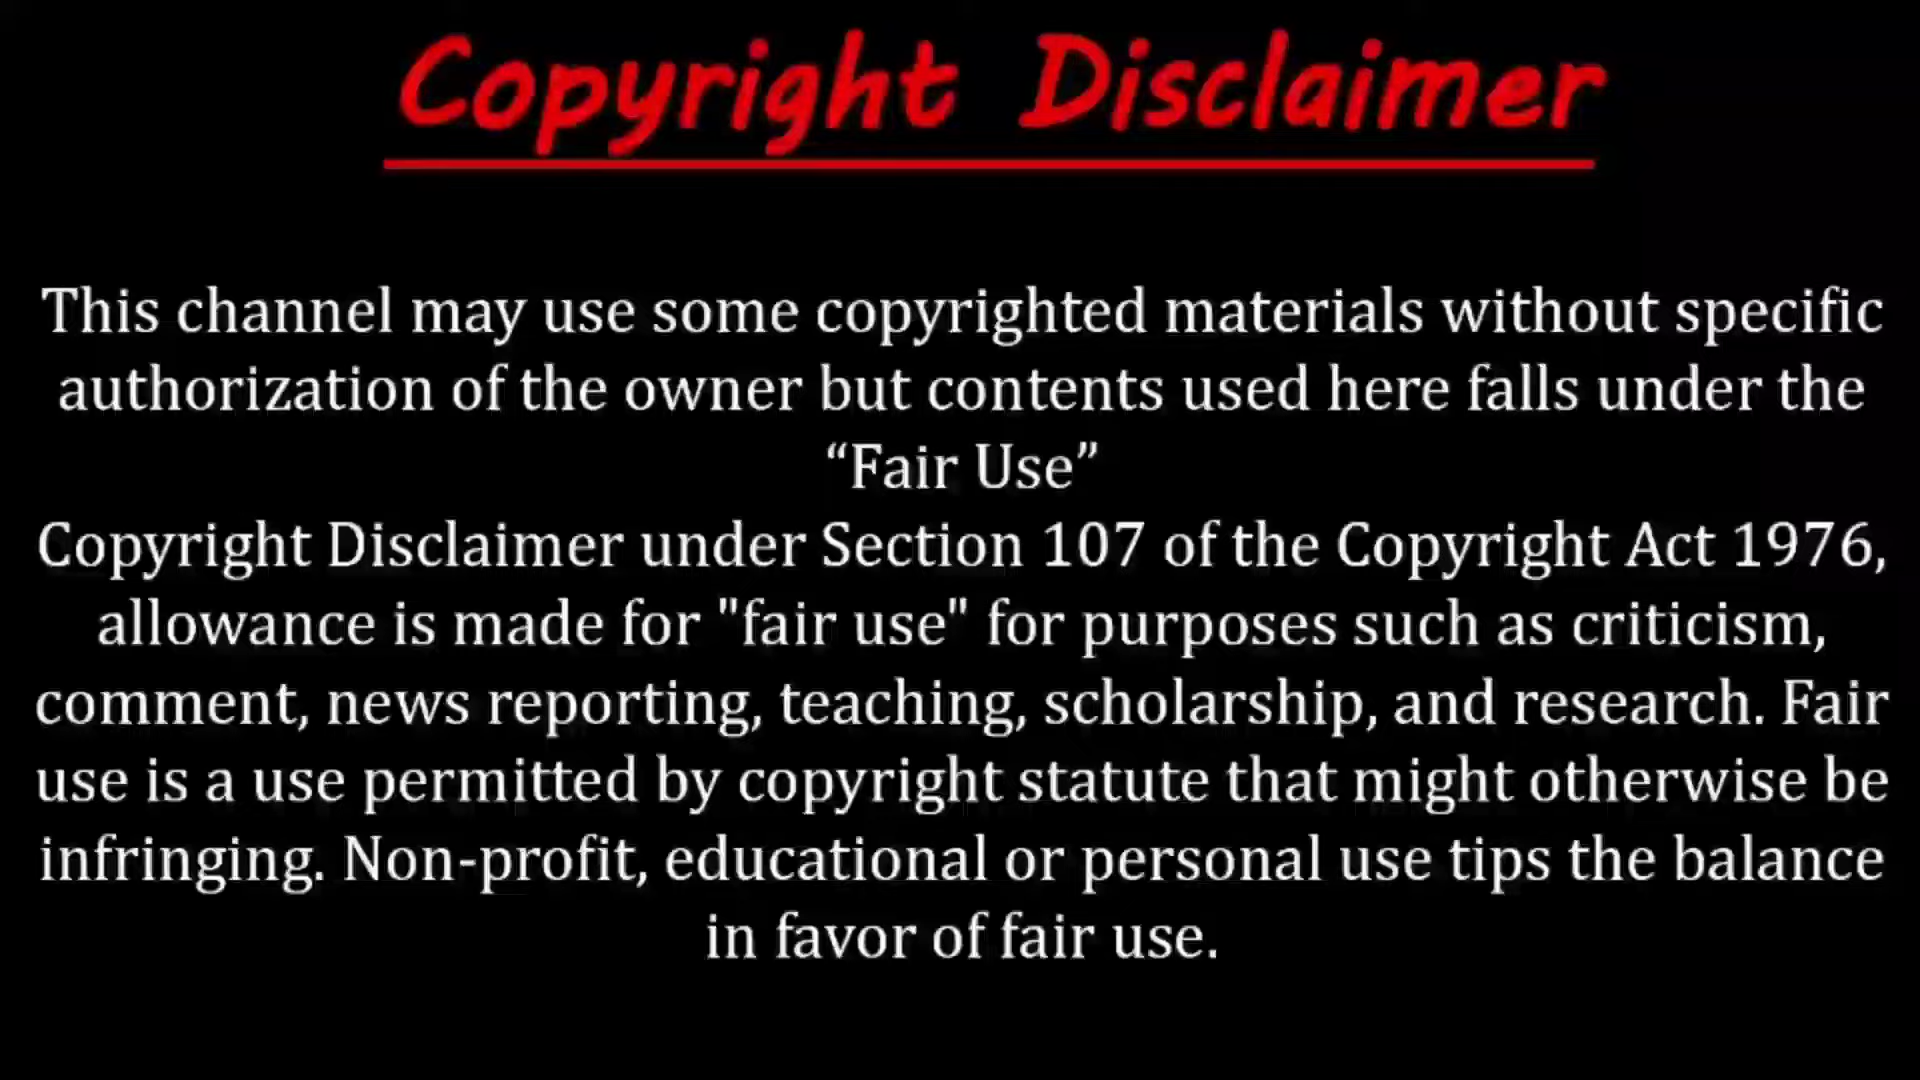 Copyright Disclaimer
This channel may use some copyrighted materials without specific
authorization of the owner but contents used here falls under the
“Fair Use”
Copyright Disclaimer under Section 107 of the Copyright Act 1976,
allowance is made for "fair use" for purposes such as criticism,
comment, news reporting, teaching, scholarship, and research. Fair
use is a use permitted by copyright statute that might otherwise be
infringing. Non-profit, educational or personal use tips the balance
in favor of fair use.